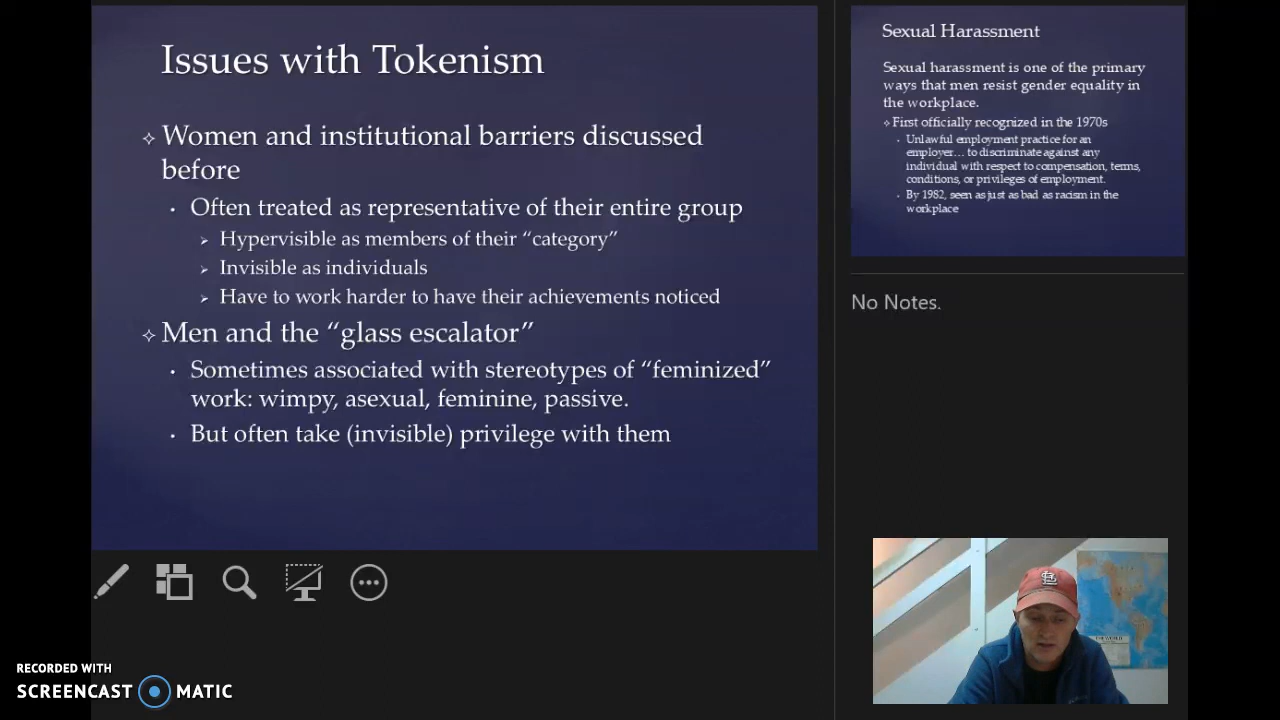 Issues with Tokenism
Women and institutional barriers discussed
before
Often treated as representative of their entire group
Hypervisible as members of their “category”
Invisible as individuals
Have to work harder to have their achievements noticed
Men and the “glass escalator”
Sometimes associated with stereotypes of “feminized”
work: wimpy, asexual, feminine, passive.
But often take (invisible) privilege with them
Sexual Harassment
Sexual harassment is one of the primary
ways that men resist gender equality in
the workplace.
First officially recognized in the 1970s
Unlawful employment practice for an
employer… to discriminate against any
individual with respect to compensation, terms,
conditions, or privileges of employment.
By 1982, seen as just as bad as racism in the
workplace
No Notes.
THE WORLD
RECORDED WITH
SCREENCAST MATIC